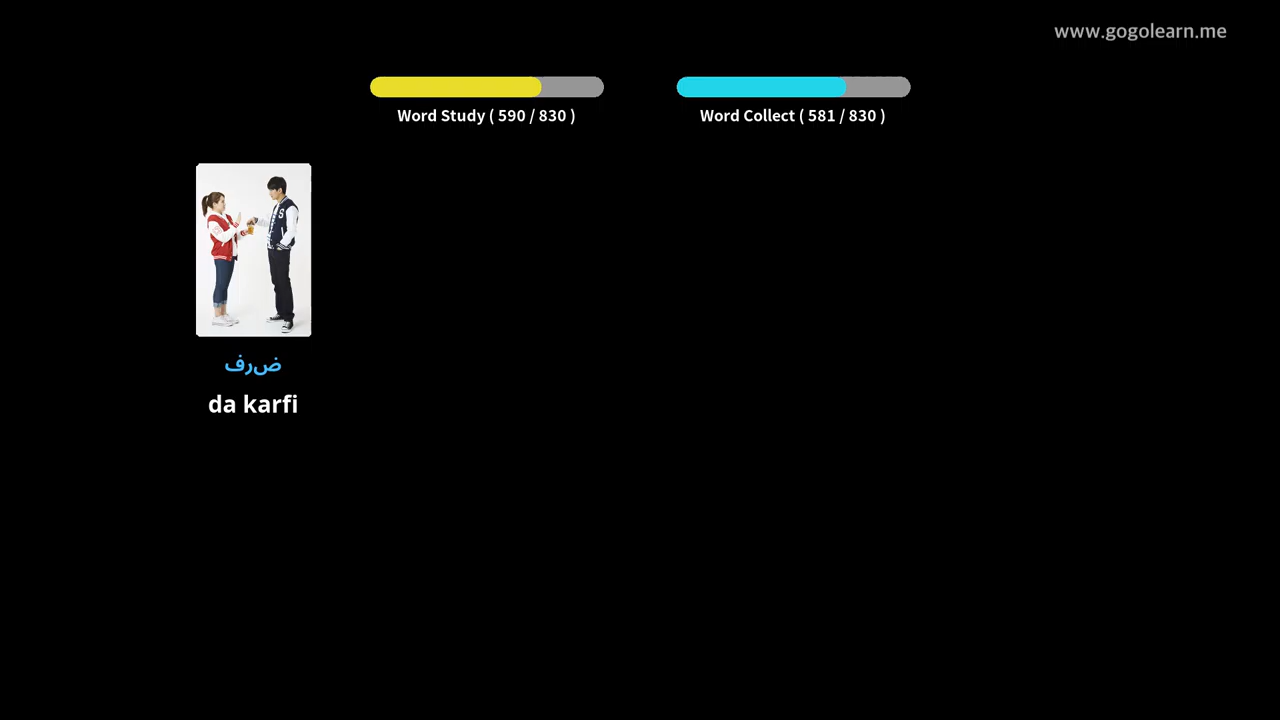 www.gogolearn.me
Word Study ( 590 / 830 )
Word Collect ( 581 / 830 )
ضرف
da karfi